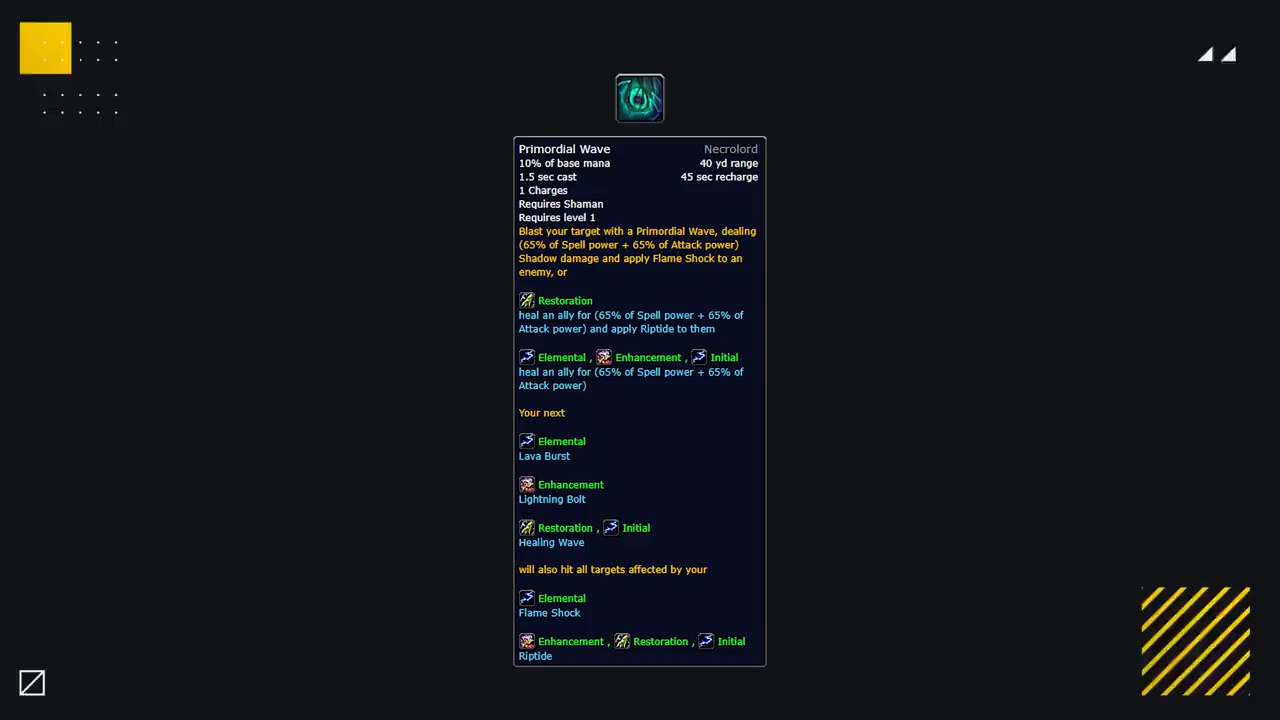 Primordial Wave Necrolord
10% of base mana 40 yd range
1.5 sec cast 45 sec recharge
1 Charges
Requires Shaman
Requires level 1
Blast your target with a Primordial Wave, dealing
(65% of Spell power + 65% of Attack power)
Shadow damage and apply Flame Shock to an
enemy, or
Restoration
heal an ally for (65% of Spell power + 65% of
Attack power) and apply Riptide to them
Elemental , Enhancement , Initial
heal an ally for (65% of Spell power + 65% of
Attack power)
Your next
Elemental
Lava Burst
Enhancement
Lightning Bolt
Restoration , Initial
Healing Wave
will also hit all targets affected by your
Elemental
Flame Shock
Enhancement , Restoration , Initial
Riptide